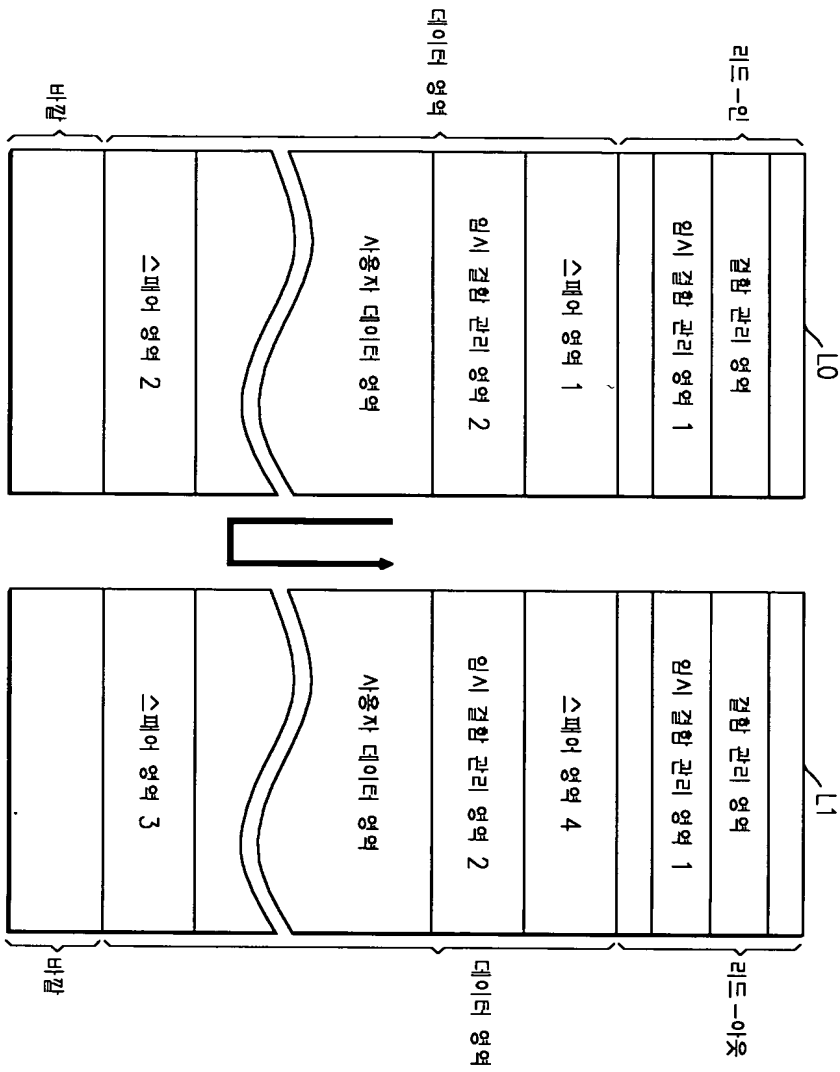 L0
L1
리드-인
결함 관리 영역
결함 관리 영역
리드-아웃
임시 결함 관리 영역 1
임시 결함 관리 영역 1
데이터 영역
스페어 영역 1
스페어 영역 4
데이터 영역
임시 결함 관리 영역 2
임시 결함 관리 영역 2
사용자 데이터 영역
사용자 데이터 영역
스페어 영역 2
스페어 영역 3
바깥
바깥